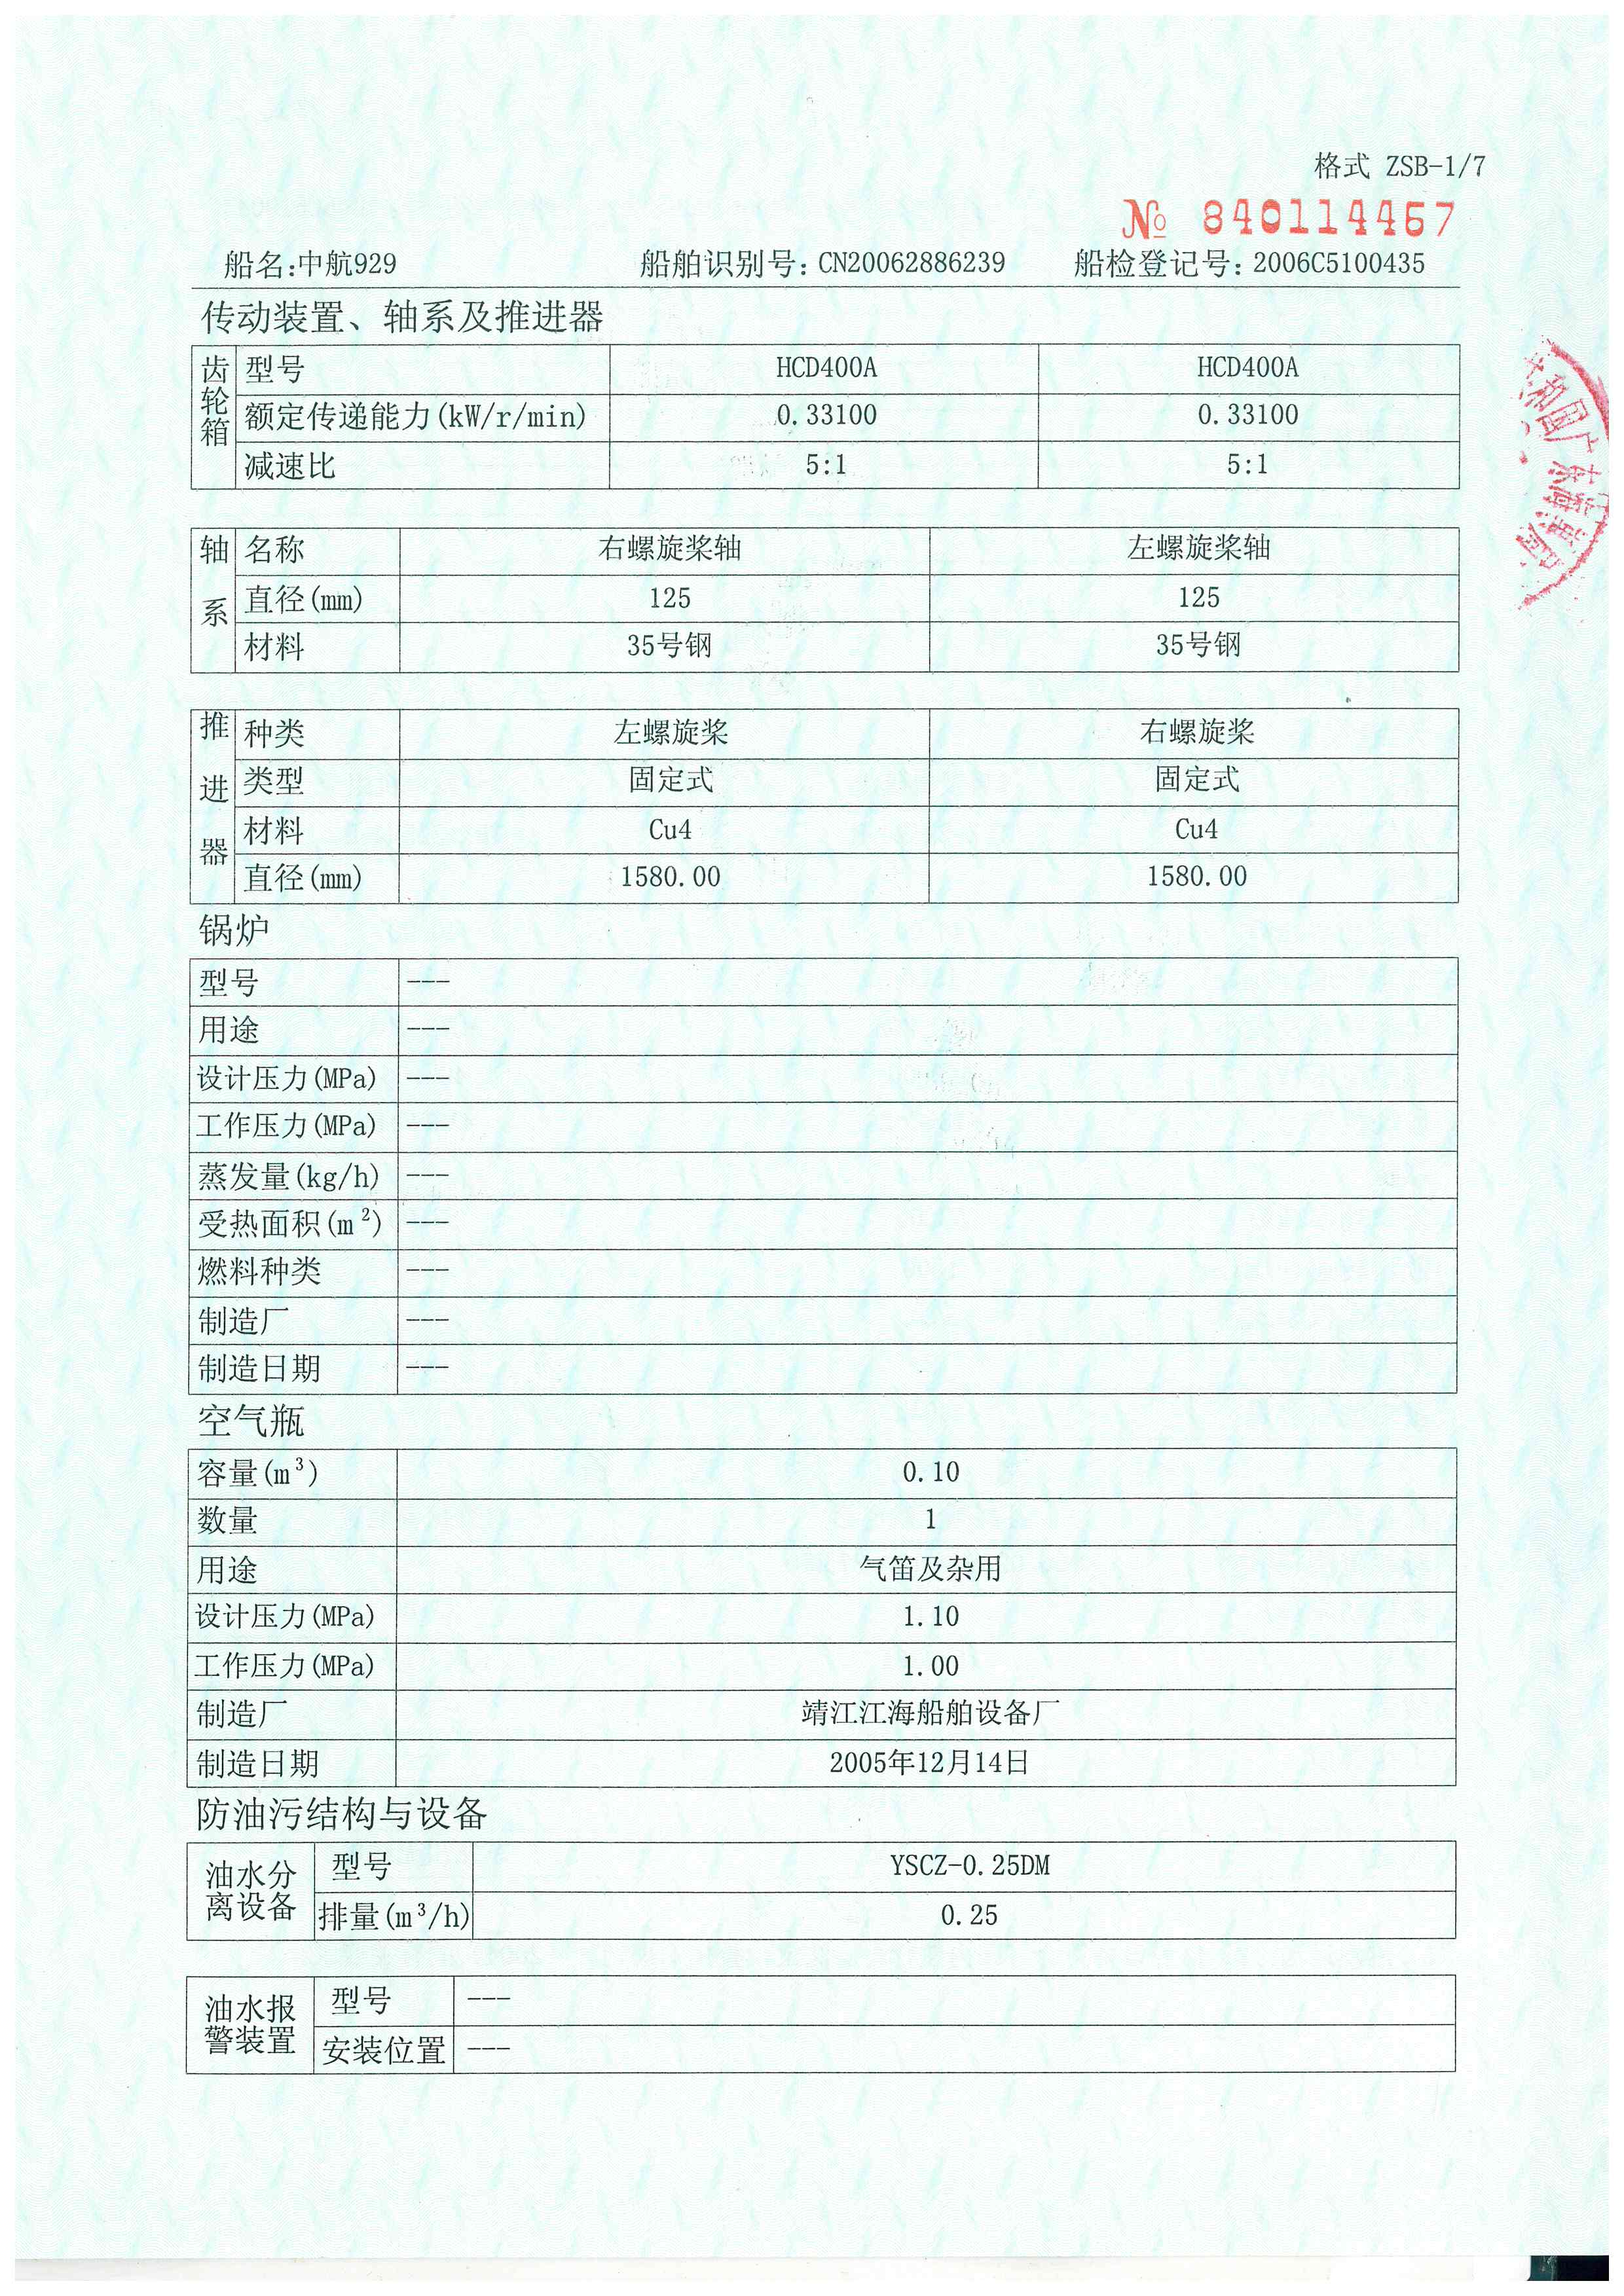 格式 ZSB-1/7
№ 840114467
船名:中航929 船舶识别号:CN20062886239 船检登记号:2006C5100435
传动装置、轴系及推进器
齿轮箱
型号 HCD400A HCD400A
额定传递能力(kW/r/min) 0.33100 0.33100
减速比 5:1 5:1
轴系
名称 右螺旋桨轴 左螺旋桨轴
直径(mm) 125 125
材料 35号钢 35号钢
推进器
种类 左螺旋桨 右螺旋桨
类型 固定式 固定式
材料 Cu4 Cu4
直径(mm) 1580.00 1580.00
锅炉
型号 ---
用途 ---
设计压力(MPa) ---
工作压力(MPa) ---
蒸发量(kg/h) ---
受热面积(m²) ---
燃料种类 ---
制造厂 ---
制造日期 ---
空气瓶
容量(m³) 0.10
数量 1
用途 气笛及杂用
设计压力(MPa) 1.10
工作压力(MPa) 1.00
制造厂 靖江江海船舶设备厂
制造日期 2005年12月14日
防油污结构与设备
油水分离设备
型号 YSCZ-0.25DM
排量(m³/h) 0.25
油水报警装置
型号 ---
安装位置 ---